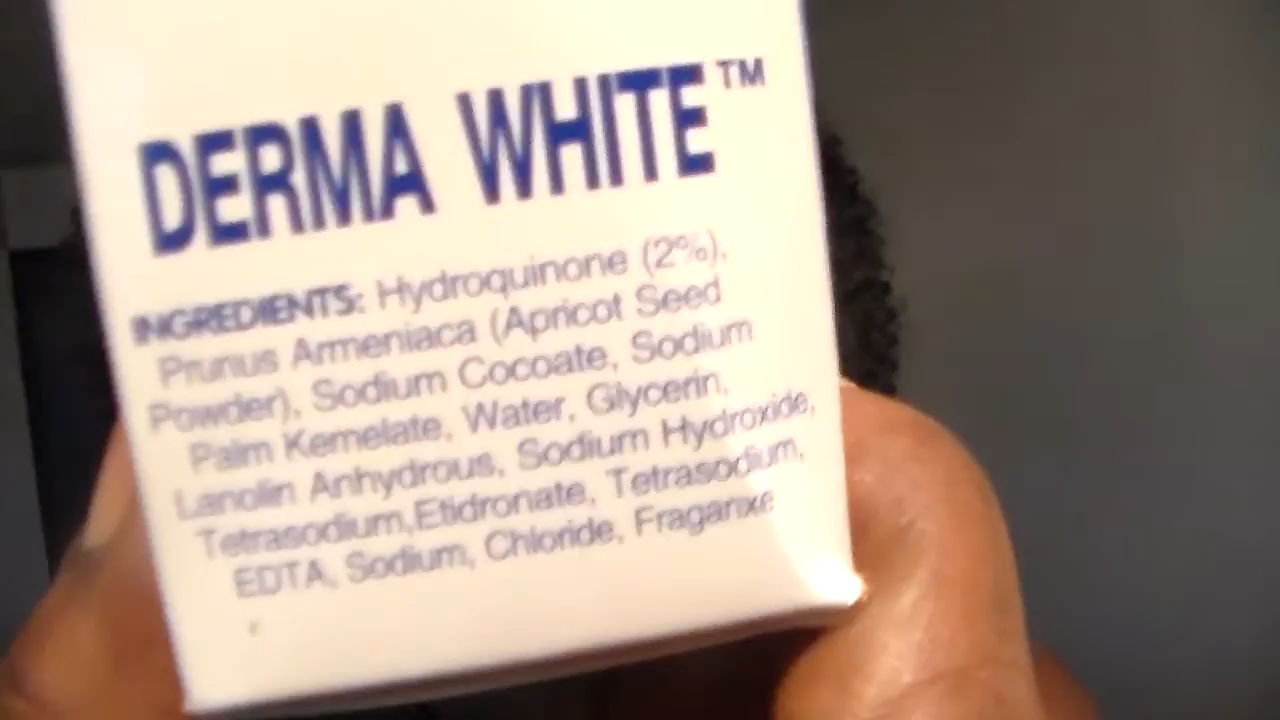 DERMA WHITE™
INGREDIENTS: Hydroquinone (2%),
Prunus Armeniaca (Apricot Seed
Powder), Sodium Cocoate, Sodium
Palm Kernelate, Water, Glycerin,
Lanolin Anhydrous, Sodium Hydroxide,
Tetrasodium,Etidronate, Tetrasodium,
EDTA, Sodium, Chloride,